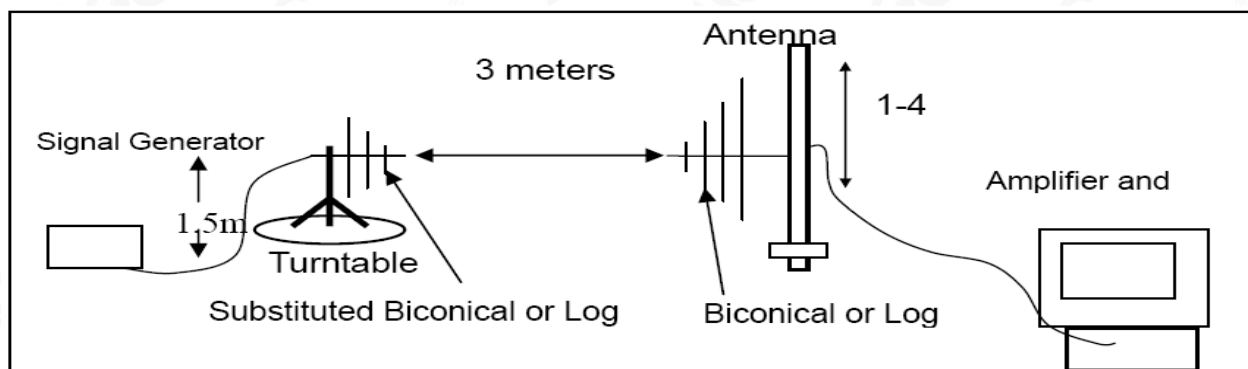 Antenna
3 meters
1-4
Signal Generator
Amplifier and
1.5m
Turntable
Substituted Biconical or Log
Biconical or Log